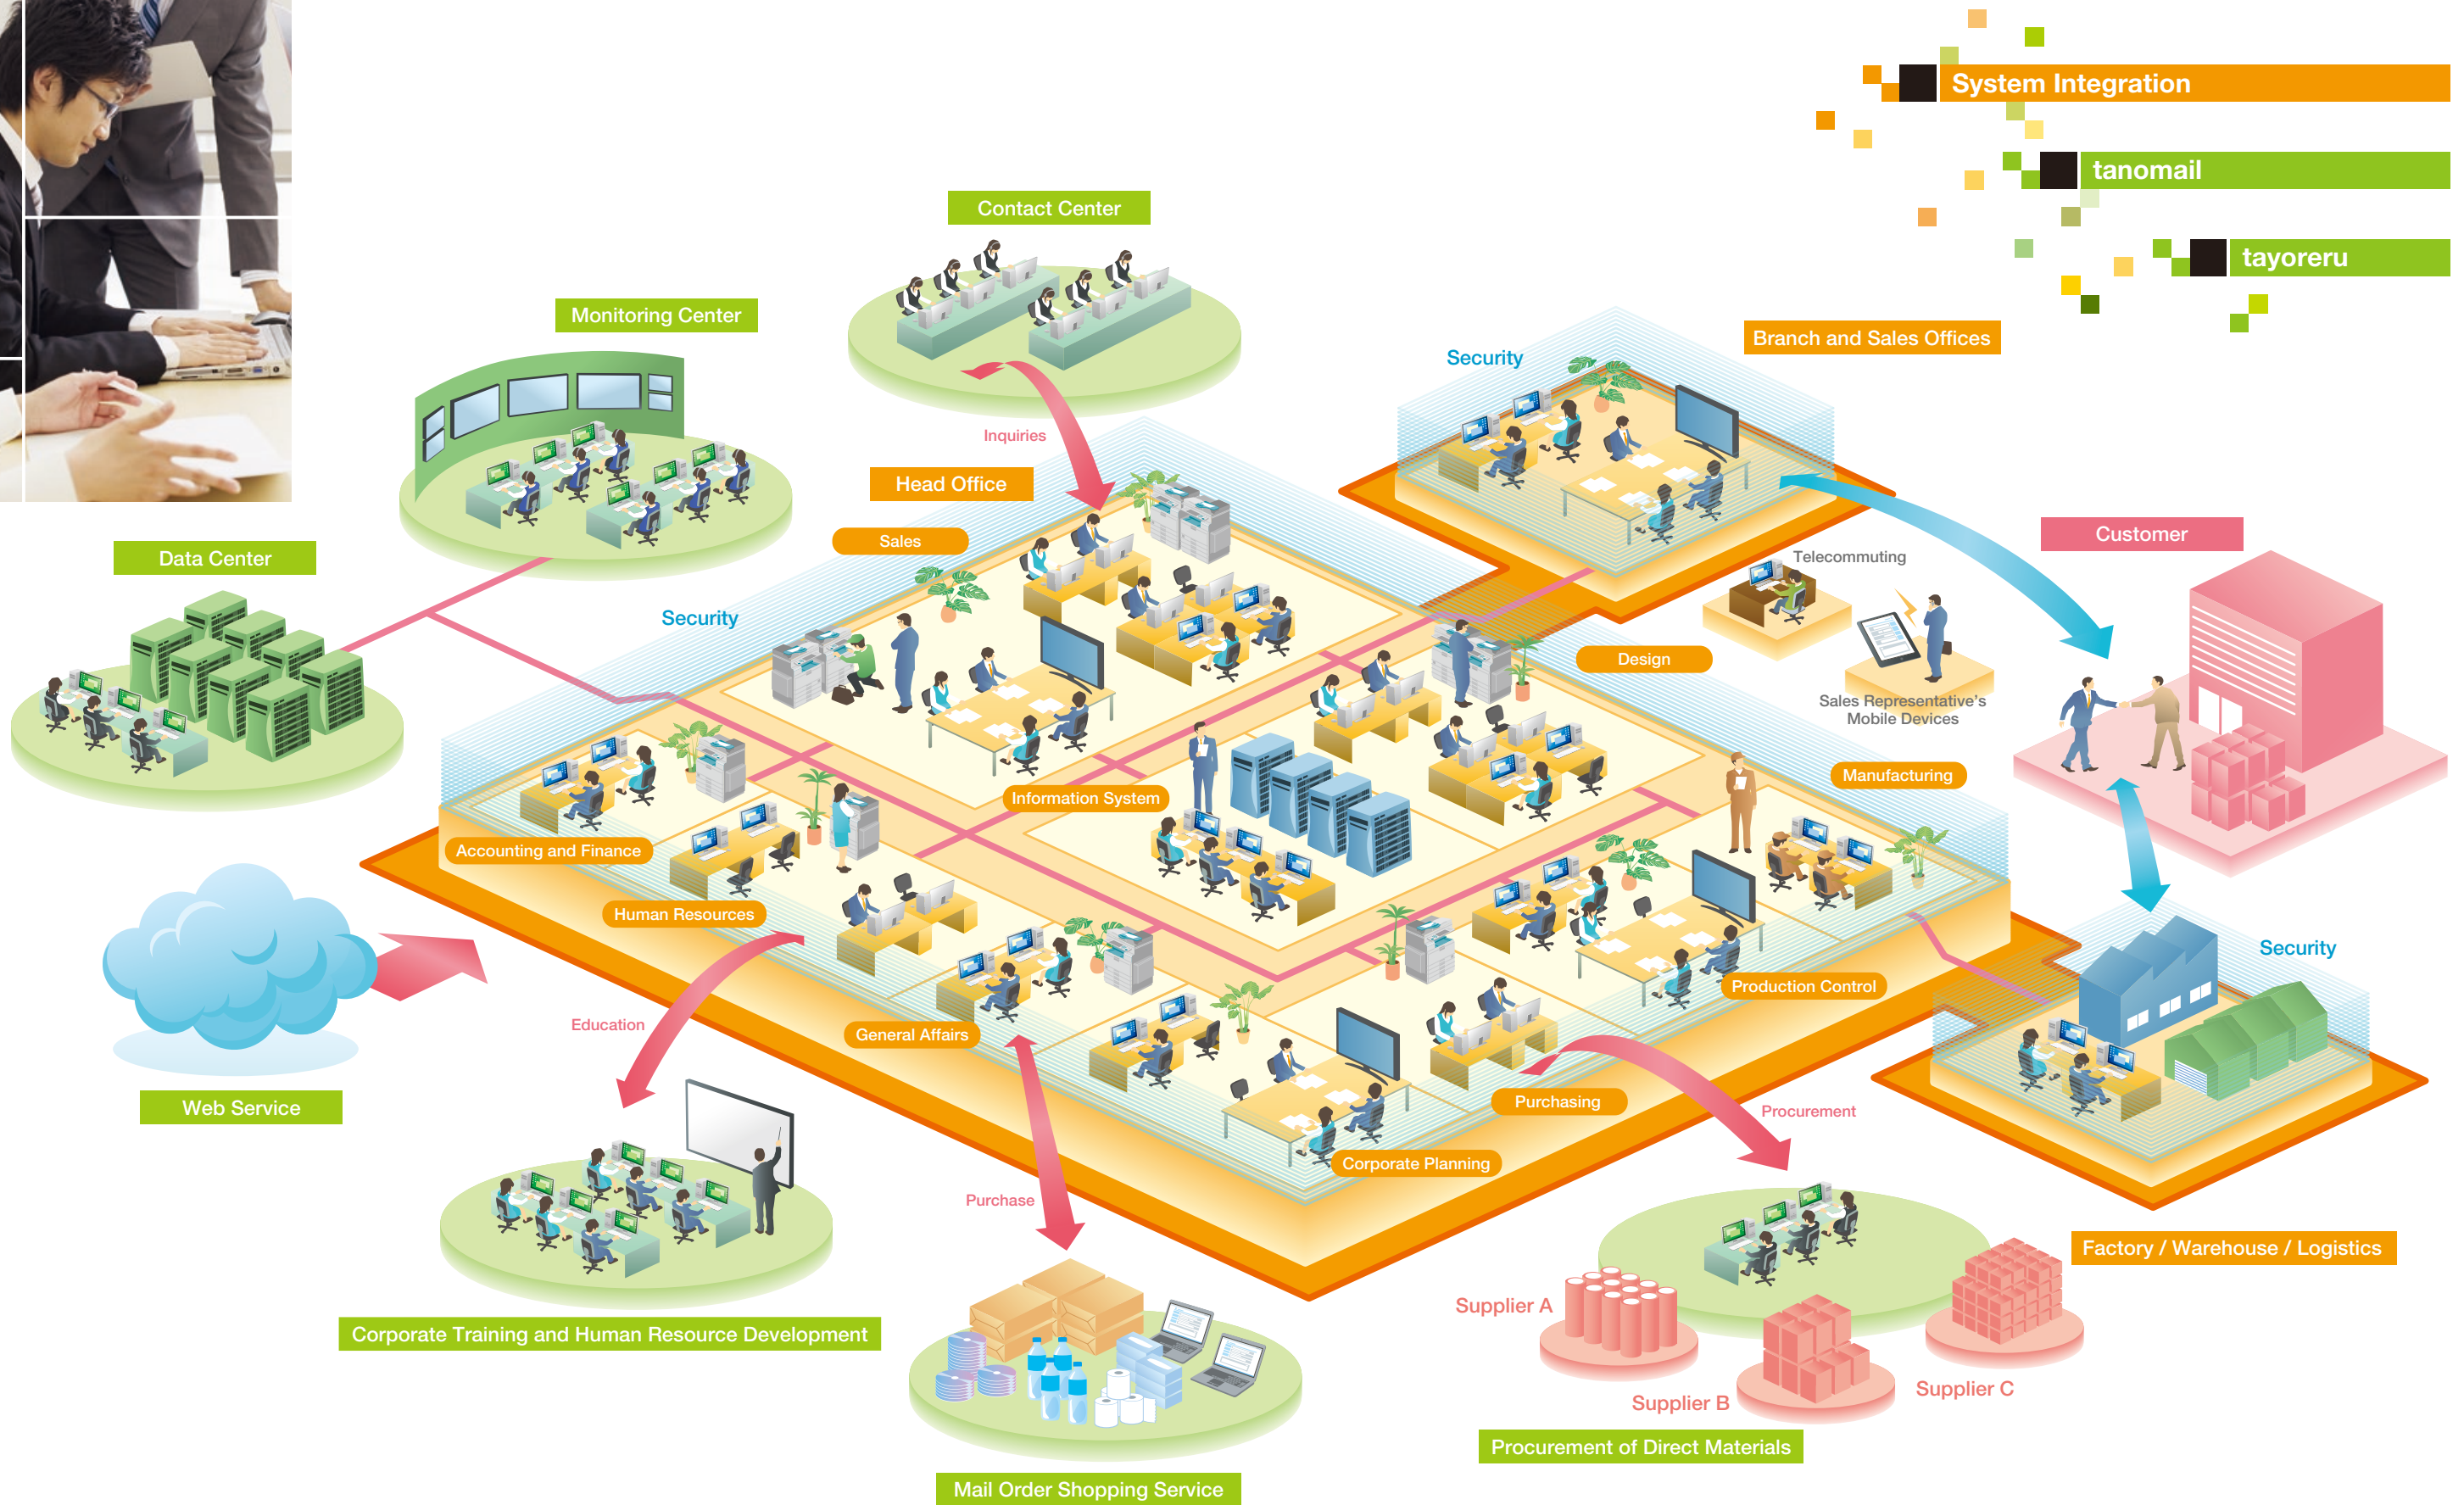 System Integration
tanomail
tayoreru
Contact Center
Monitoring Center
Branch and Sales Offices
Security
Inquiries
Head Office
Customer
Sales
Data Center
Telecommuting
Security
Design
Sales Representative's
Mobile Devices
Manufacturing
Information System
Accounting and Finance
Human Resources
Security
Production Control
Education
General Affairs
Web Service
Purchasing
Procurement
Corporate Planning
Purchase
Factory / Warehouse / Logistics
Supplier A
Corporate Training and Human Resource Development
Supplier C
Supplier B
Procurement of Direct Materials
Mail Order Shopping Service